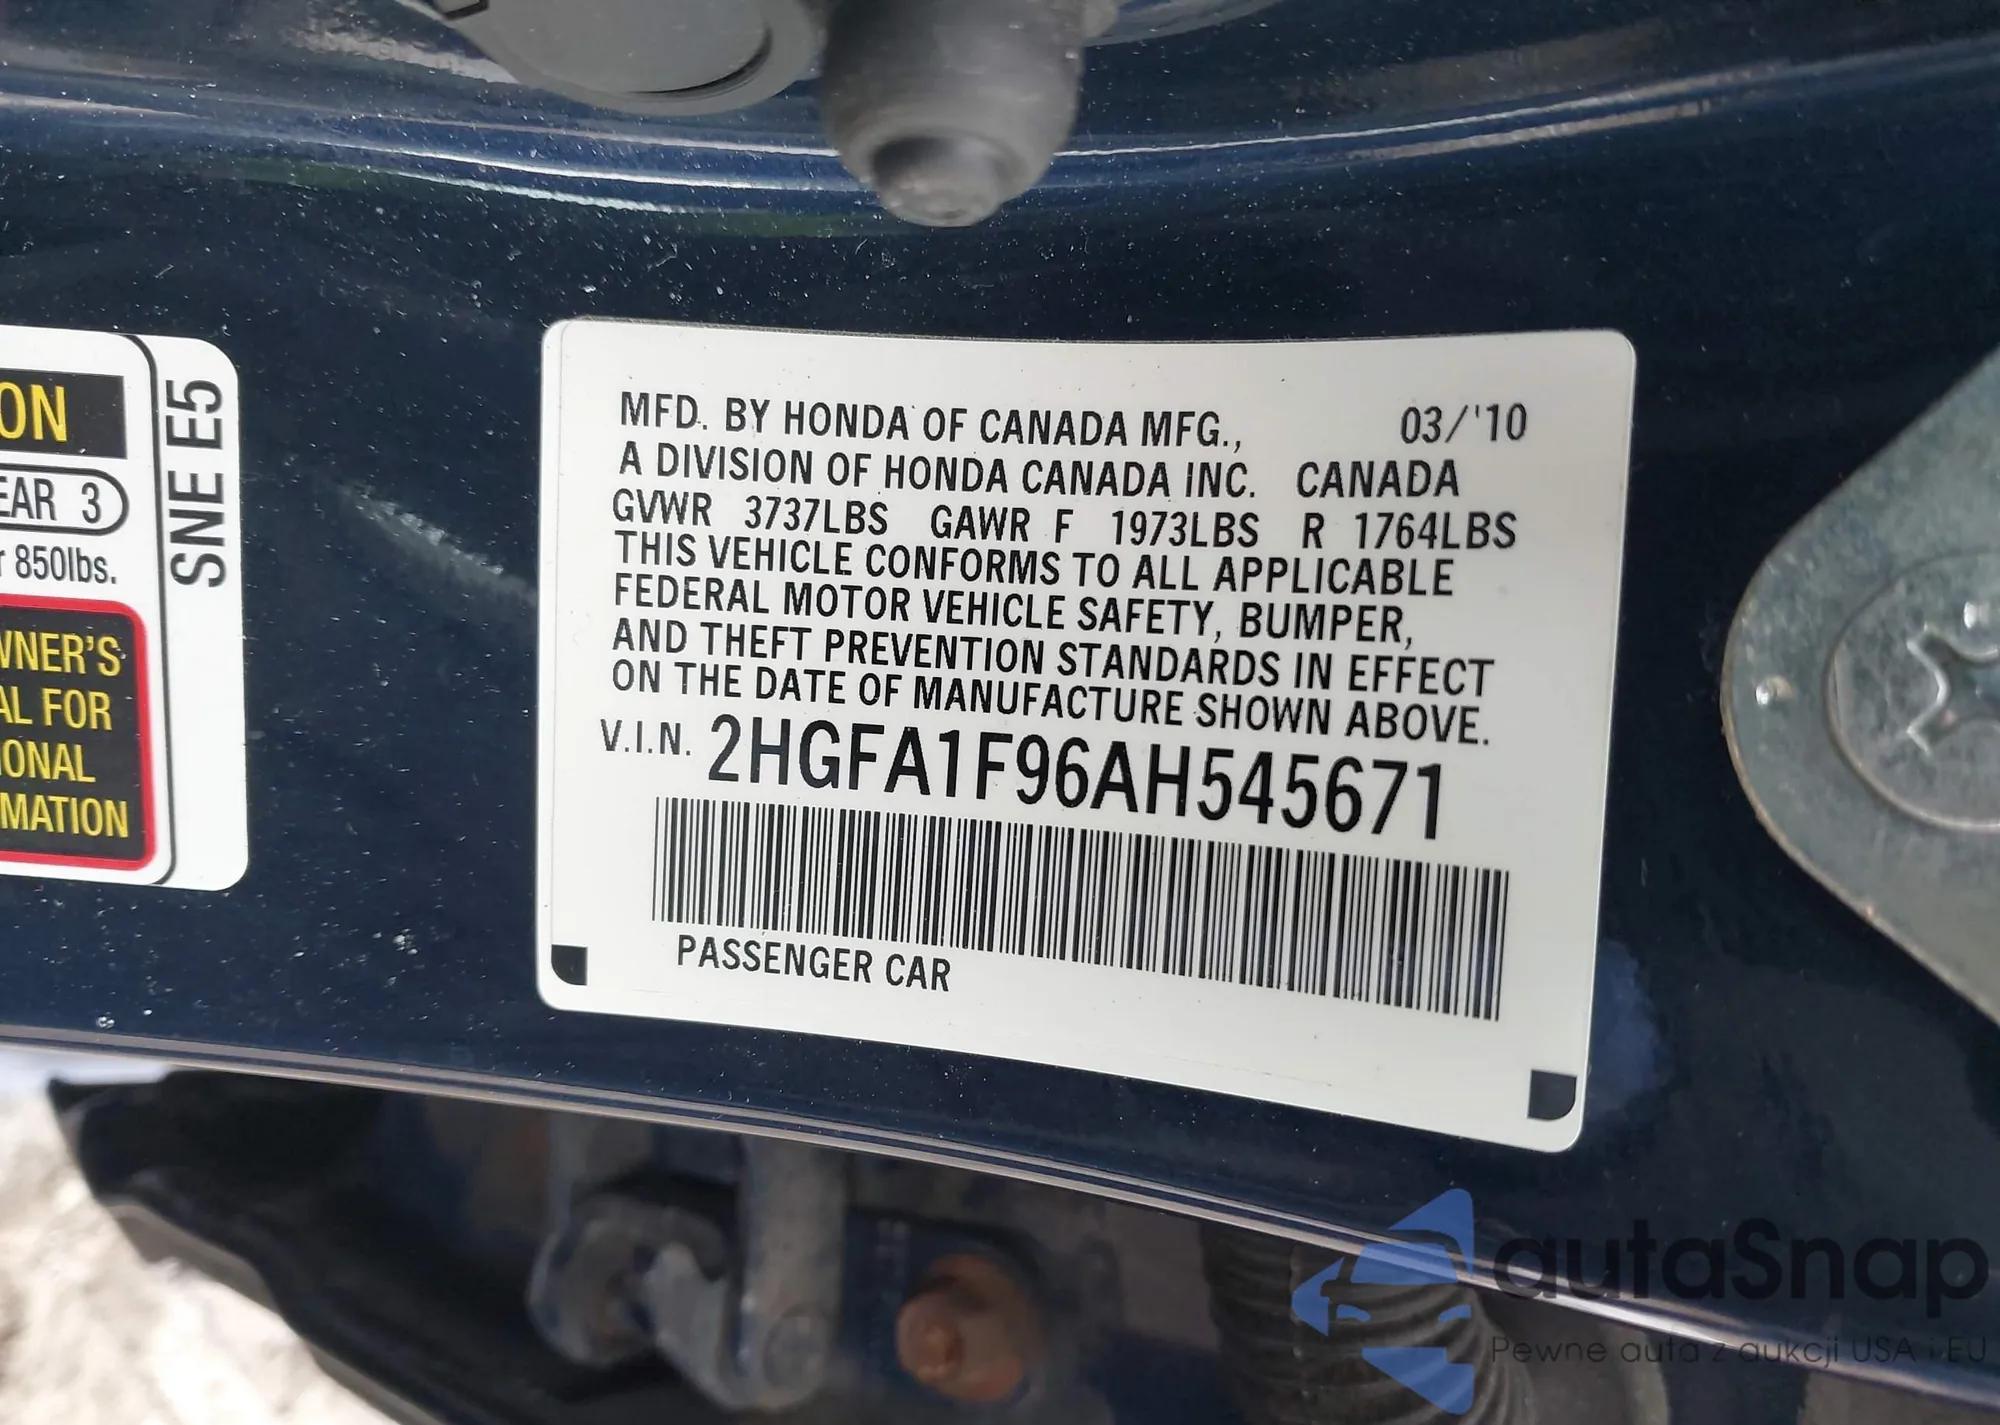 ON
EAR 3
r 850lbs.
WNER'S
AL FOR
IONAL
MATION
SNE E5
MFD. BY HONDA OF CANADA MFG., 03/'10
A DIVISION OF HONDA CANADA INC. CANADA
GVWR 3737LBS GAWR F 1973LBS R 1764LBS
THIS VEHICLE CONFORMS TO ALL APPLICABLE
FEDERAL MOTOR VEHICLE SAFETY, BUMPER,
AND THEFT PREVENTION STANDARDS IN EFFECT
ON THE DATE OF MANUFACTURE SHOWN ABOVE.
V.I.N. 2HGFA1F96AH545671
PASSENGER CAR
autaSnap
Pewne auta z aukcji USA i EU